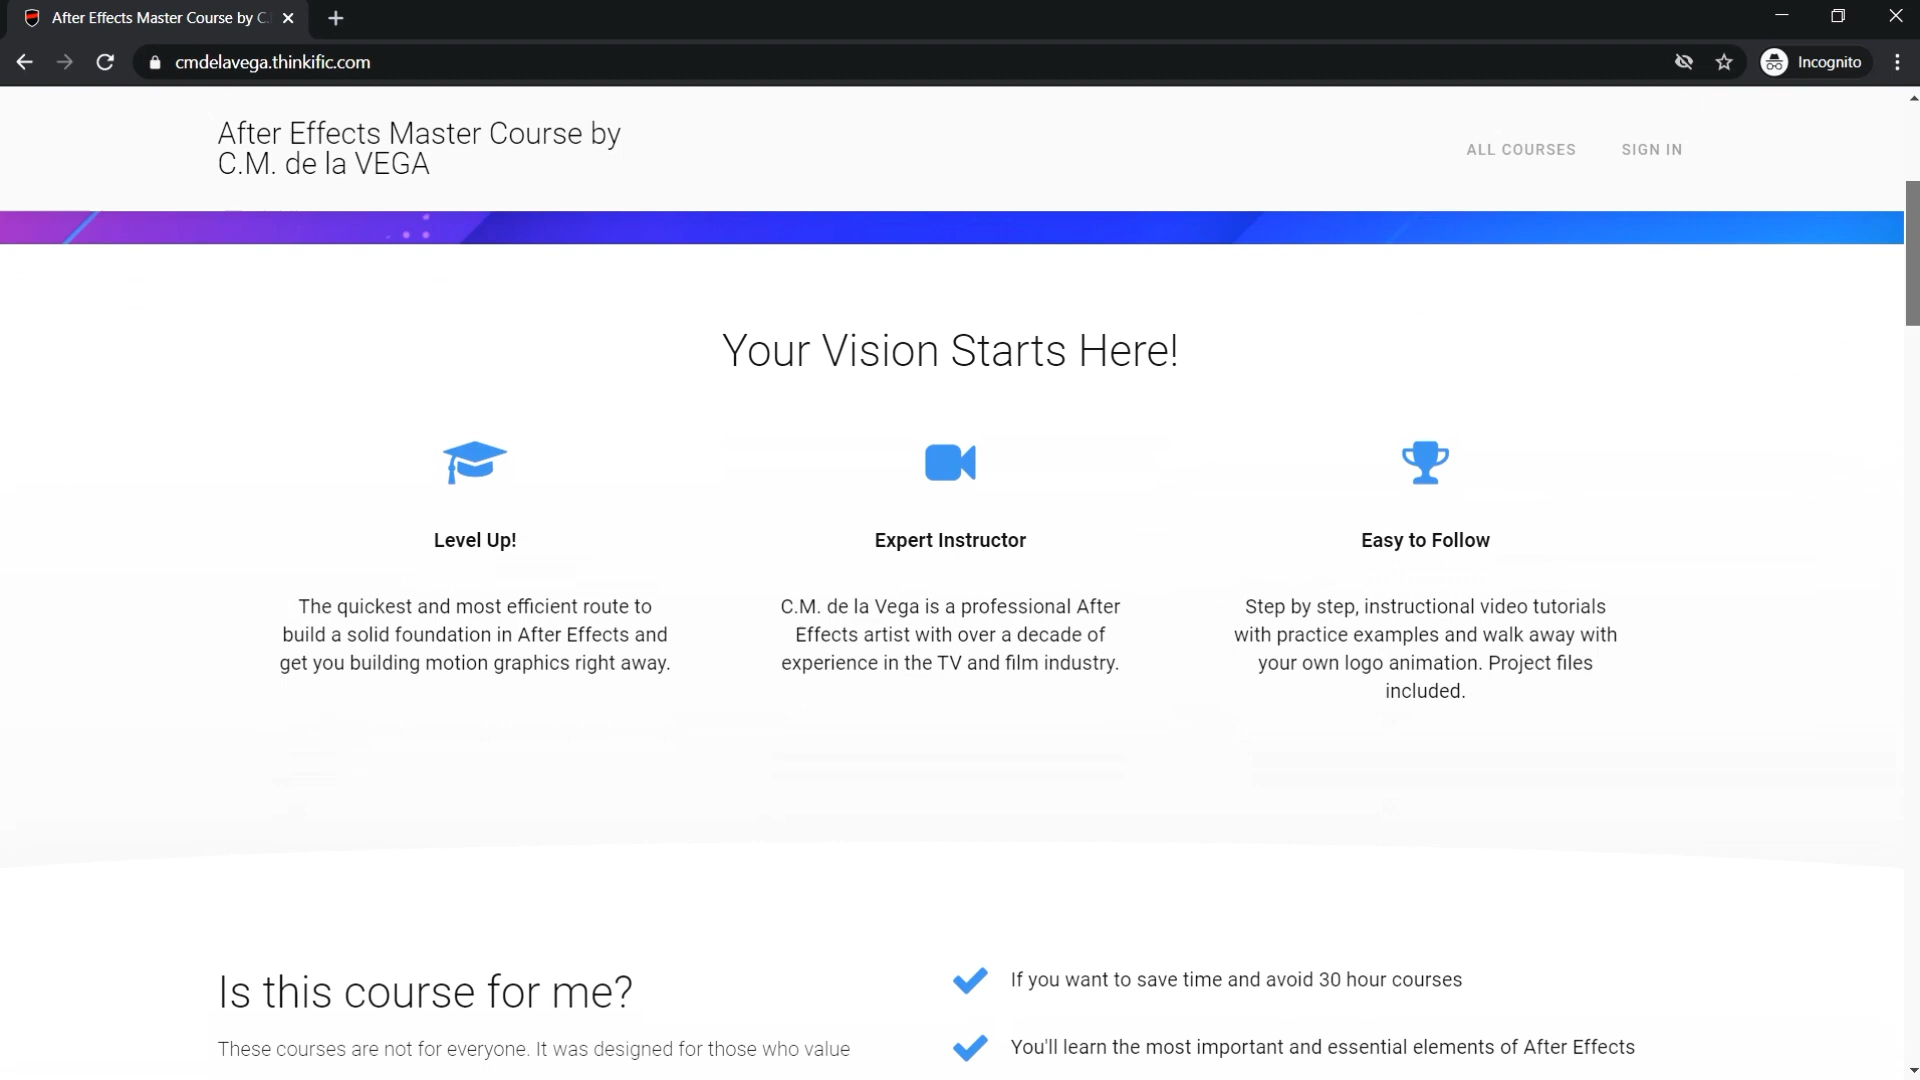 After Effects Master Course by C.
cmdelavega.thinkific.com
Incognito
After Effects Master Course by
C.M. de la VEGA
ALL COURSES
SIGN IN
Your Vision Starts Here!
Level Up!
The quickest and most efficient route to
build a solid foundation in After Effects and
get you building motion graphics right away.
Expert Instructor
C.M. de la Vega is a professional After
Effects artist with over a decade of
experience in the TV and film industry.
Easy to Follow
Step by step, instructional video tutorials
with practice examples and walk away with
your own logo animation. Project files
included.
Is this course for me?
These courses are not for everyone. It was designed for those who value
If you want to save time and avoid 30 hour courses
You'll learn the most important and essential elements of After Effects